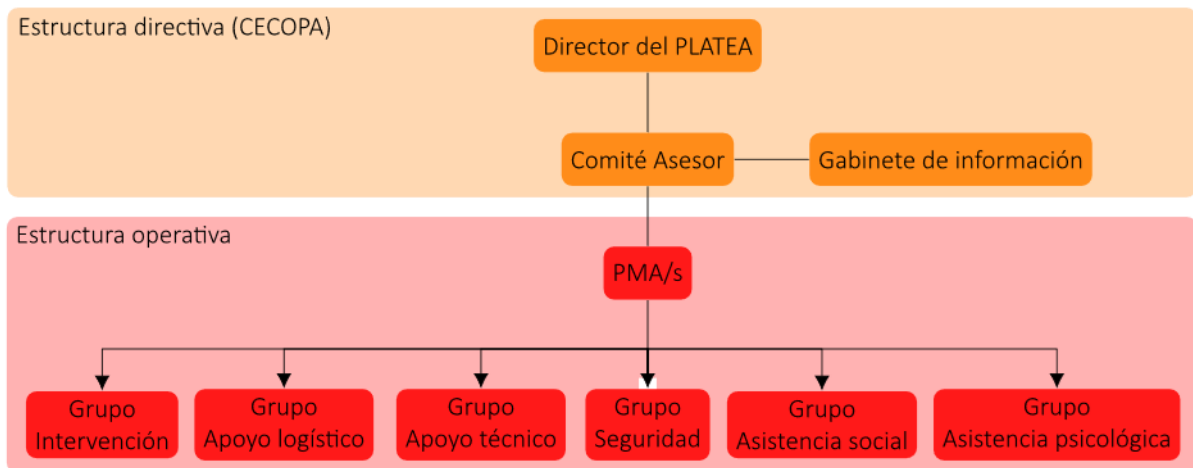 Estructura directiva (CECOPA)
Director del PLATEA
Comité Asesor
Gabinete de información
Estructura operativa
PMA/s
Grupo
Intervención
Grupo
Apoyo logístico
Grupo
Apoyo técnico
Grupo
Seguridad
Grupo
Asistencia social
Grupo
Asistencia psicológica